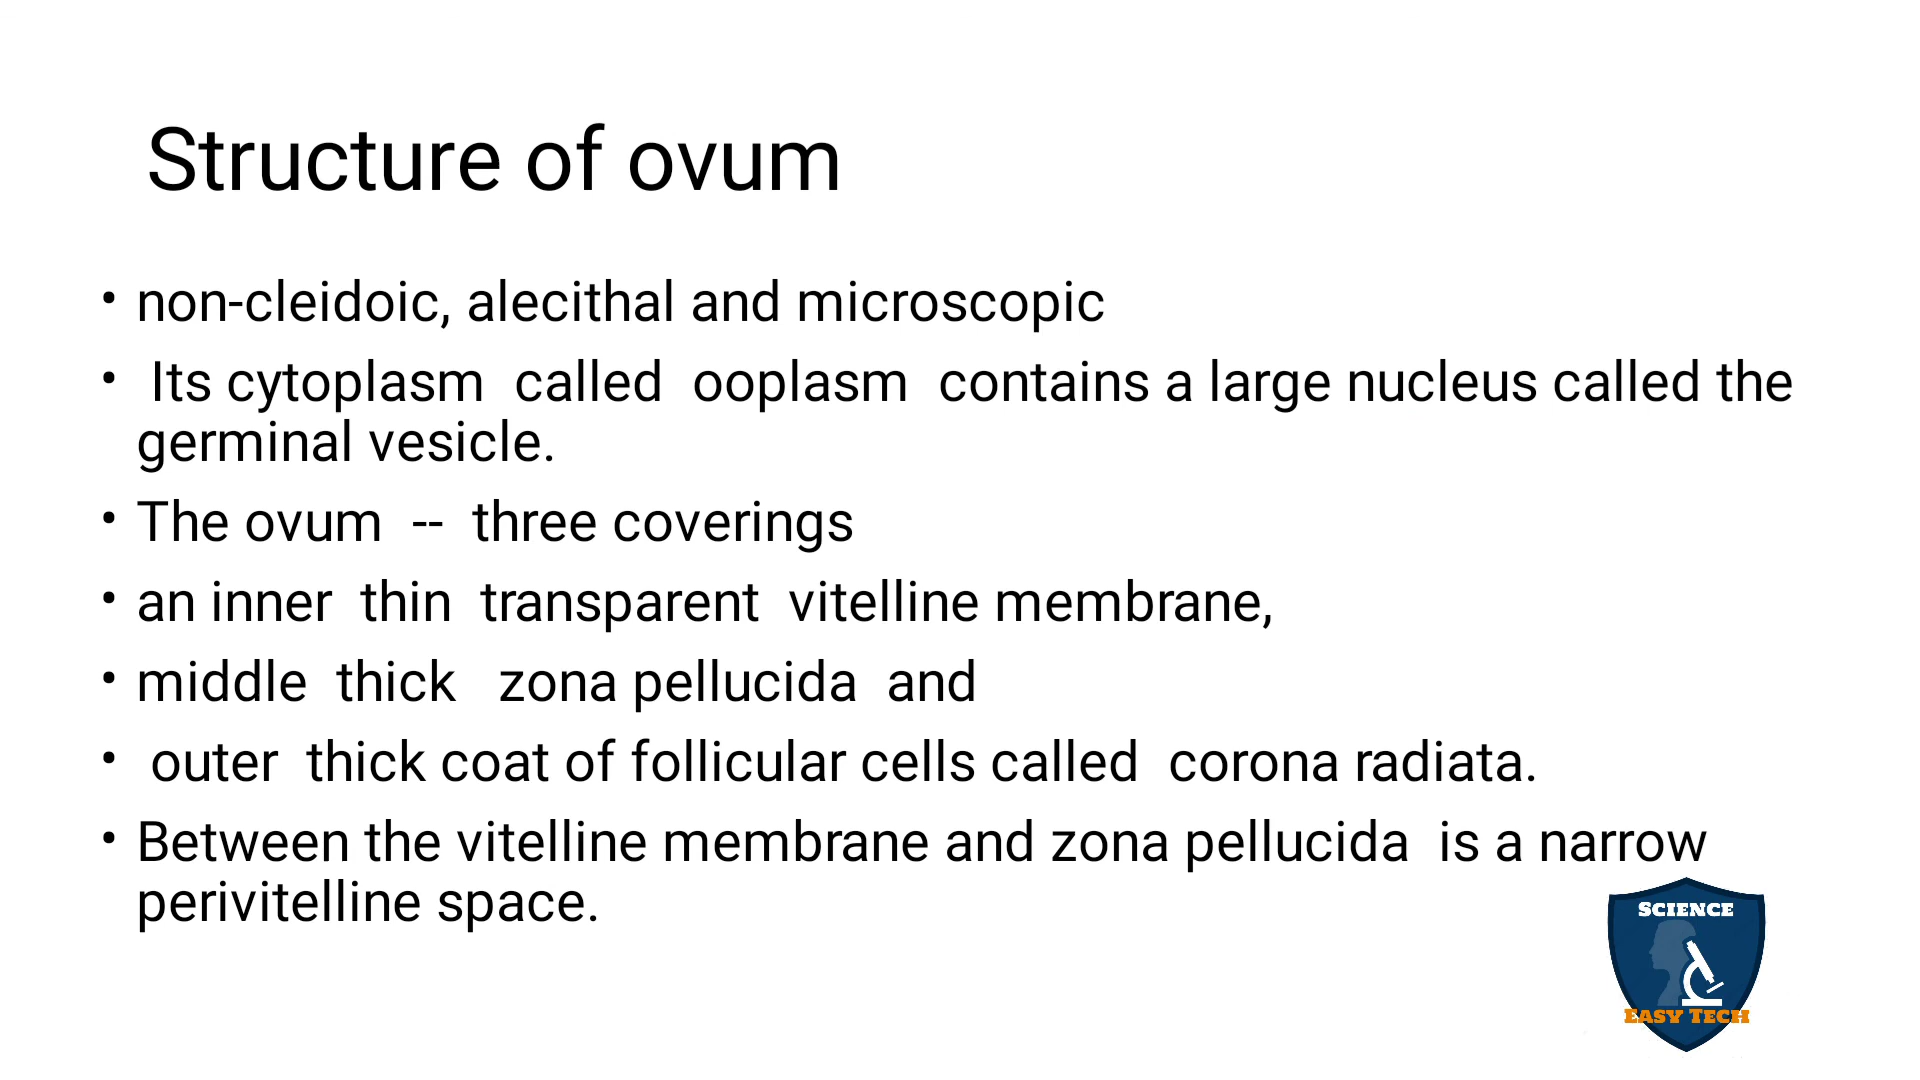 Structure of ovum
• non-cleidoic, alecithal and microscopic
• Its cytoplasm called ooplasm contains a large nucleus called the
germinal vesicle.
• The ovum -- three coverings
• an inner thin transparent vitelline membrane,
• middle thick zona pellucida and
• outer thick coat of follicular cells called corona radiata.
• Between the vitelline membrane and zona pellucida is a narrow
perivitelline space.
SCIENCE
EASY TECH